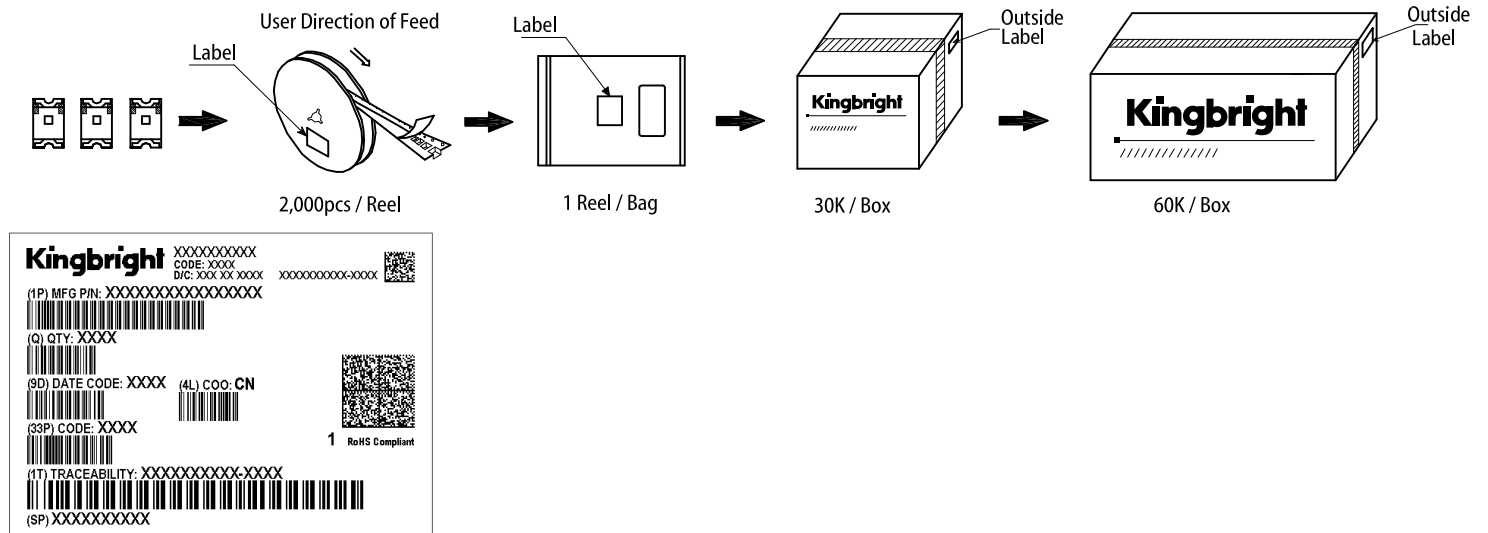 User Direction of Feed
Label
2,000pcs / Reel
Label
1 Reel / Bag
Outside
Label
Kingbright
30K / Box
Outside
Label
Kingbright
60K / Box
Kingbright
XXXXXXXXXX
CODE: XXXX
D/C: XXX XX XXXX XXXXXXXXXX-XXXX
(1P) MFG P/N: XXXXXXXXXXXXXXXX
(Q) QTY: XXXX
(9D) DATE CODE: XXXX (4L) COO: CN
(33P) CODE: XXXX
1 RoHS Compliant
(1T) TRACEABILITY: XXXXXXXXXX-XXXX
(SP) XXXXXXXXXX